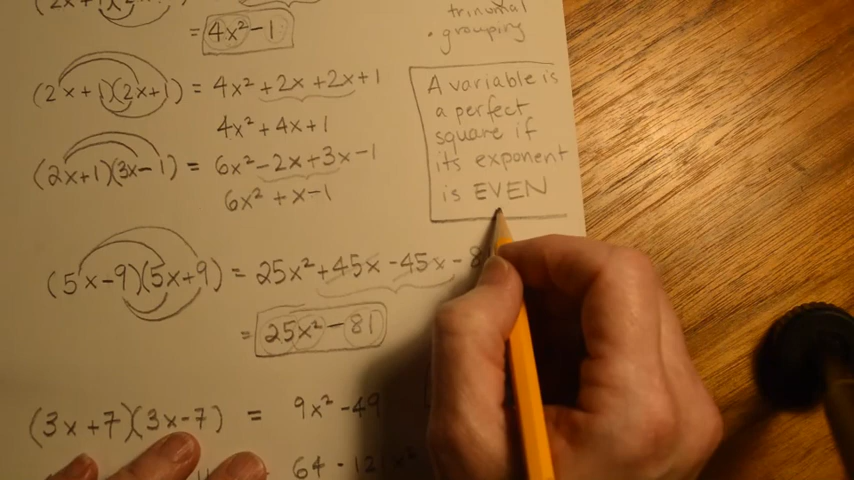 = 4x² - 1
trinomial
• grouping
(2x+1)(2x+1) = 4x² + 2x + 2x + 1
4x² + 4x + 1
(2x+1)(3x-1) = 6x² - 2x + 3x - 1
6x² + x - 1
A variable is
a perfect
square if
its exponent
is EVEN
(5x-9)(5x+9) = 25x² + 45x - 45x - 8
= 25x² - 81
(3x+7)(3x-7) = 9x² - 49
64 - 121x²